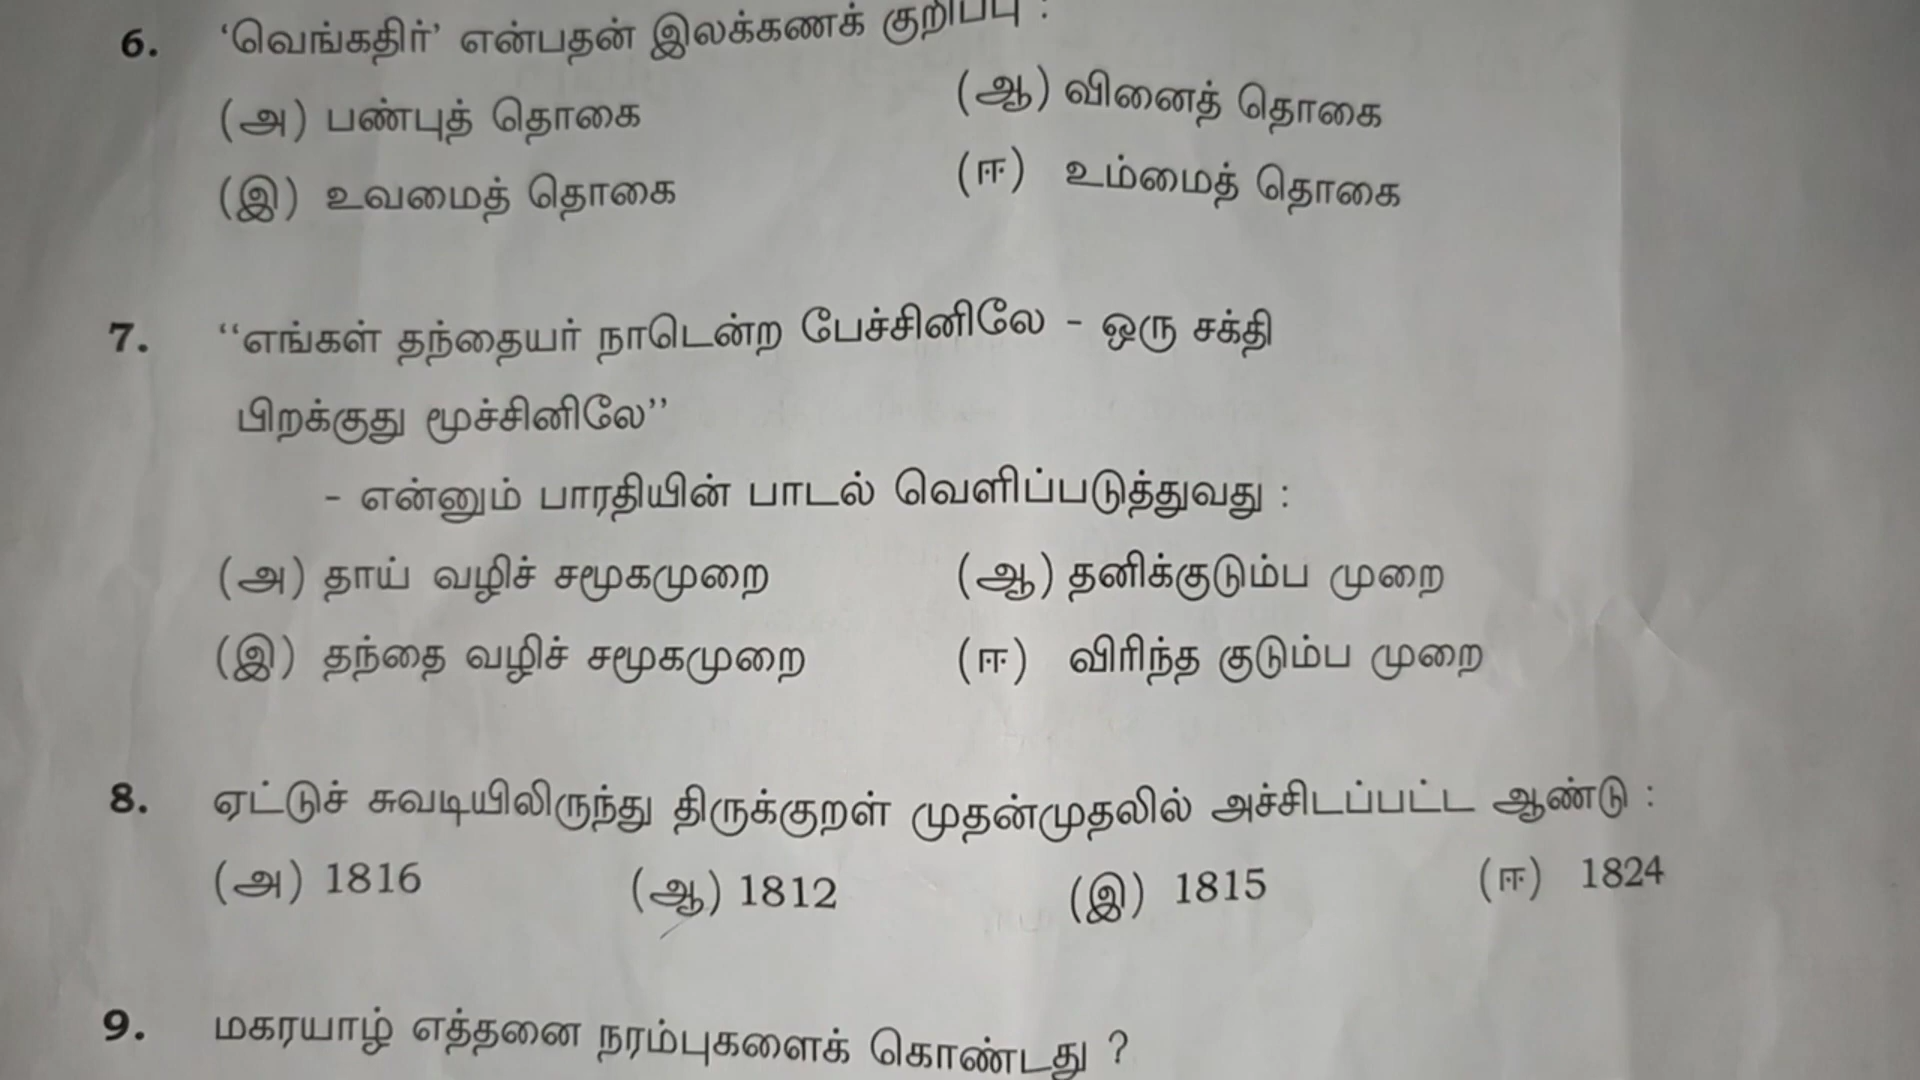 6. ‘வெங்கதிர்’ என்பதன் இலக்கணக் குறிப்பு :
(அ) பண்புத் தொகை (ஆ) வினைத் தொகை
(இ) உவமைத் தொகை (ஈ) உம்மைத் தொகை
7. “எங்கள் தந்தையர் நாடென்ற பேச்சினிலே - ஒரு சக்தி
பிறக்குது மூச்சினிலே”
- என்னும் பாரதியின் பாடல் வெளிப்படுத்துவது :
(அ) தாய் வழிச் சமூகமுறை (ஆ) தனிக்குடும்ப முறை
(இ) தந்தை வழிச் சமூகமுறை (ஈ) விரிந்த குடும்ப முறை
8. ஏட்டுச் சுவடியிலிருந்து திருக்குறள் முதன்முதலில் அச்சிடப்பட்ட ஆண்டு :
(அ) 1816 (ஆ) 1812 (இ) 1815 (ஈ) 1824
9. மகரயாழ் எத்தனை நரம்புகளைக் கொண்டது ?